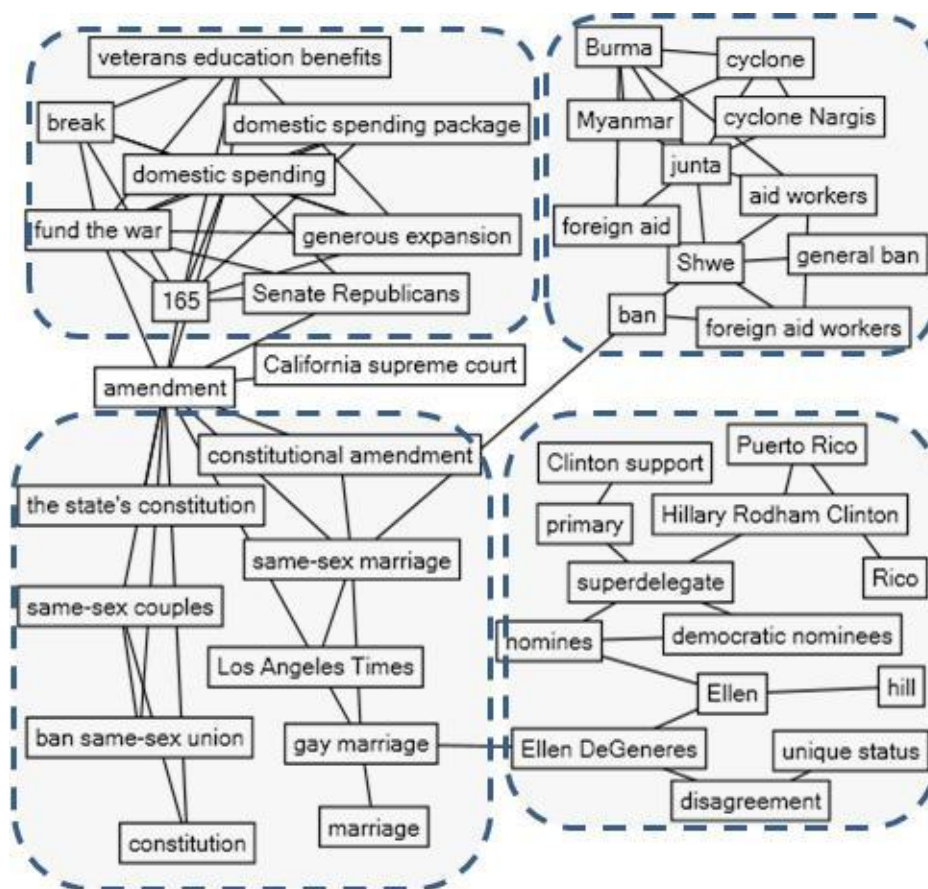 veterans education benefits
break
domestic spending package
domestic spending
fund the war
generous expansion
165
Senate Republicans
Burma
cyclone
Myanmar
cyclone Nargis
junta
aid workers
foreign aid
Shwe
general ban
ban
foreign aid workers
California supreme court
amendment
constitutional amendment
the state's constitution
same-sex marriage
same-sex couples
Los Angeles Times
ban same-sex union
gay marriage
constitution
marriage
Puerto Rico
Clinton support
primary
Hillary Rodham Clinton
superdelegate
Rico
nomines
democratic nominees
Ellen
hill
Ellen DeGeneres
unique status
disagreement